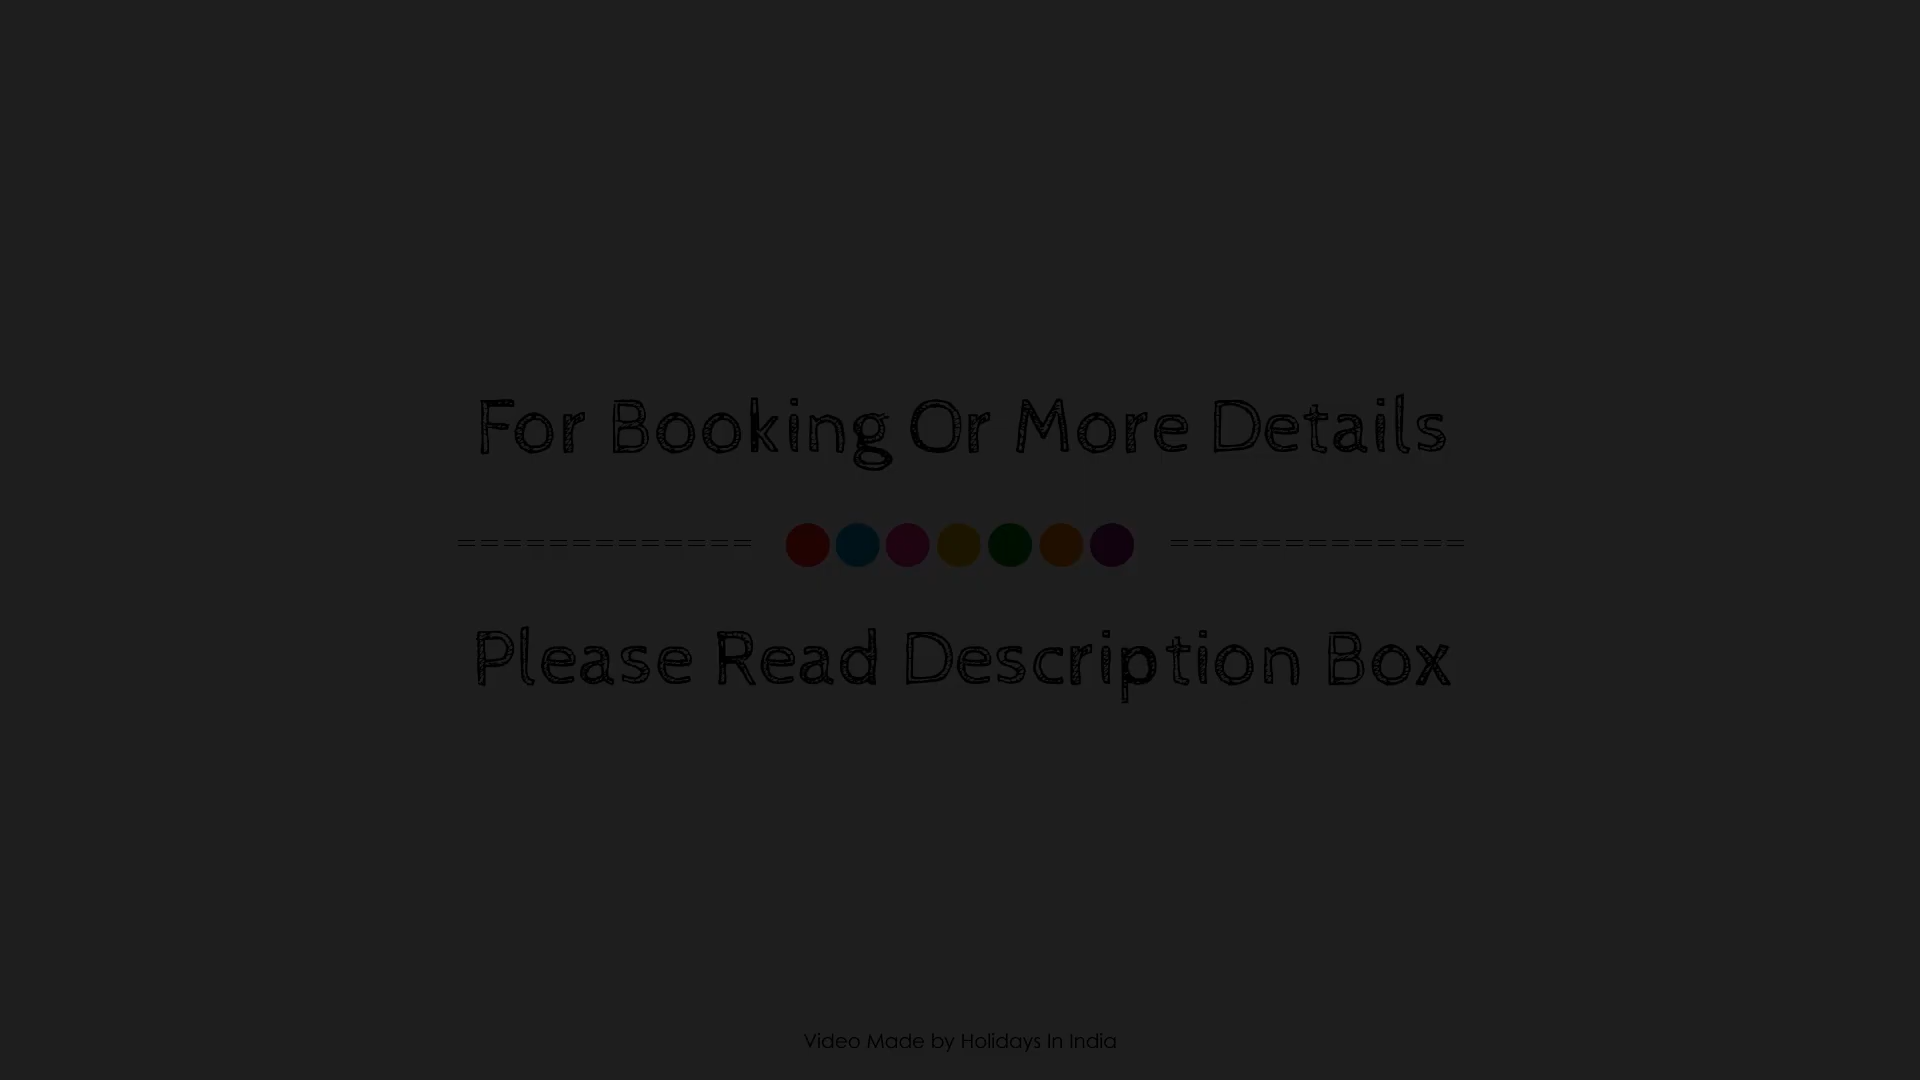 For Booking Or More Details
============= =============
Please Read Description Box
Video Made by Holidays In India